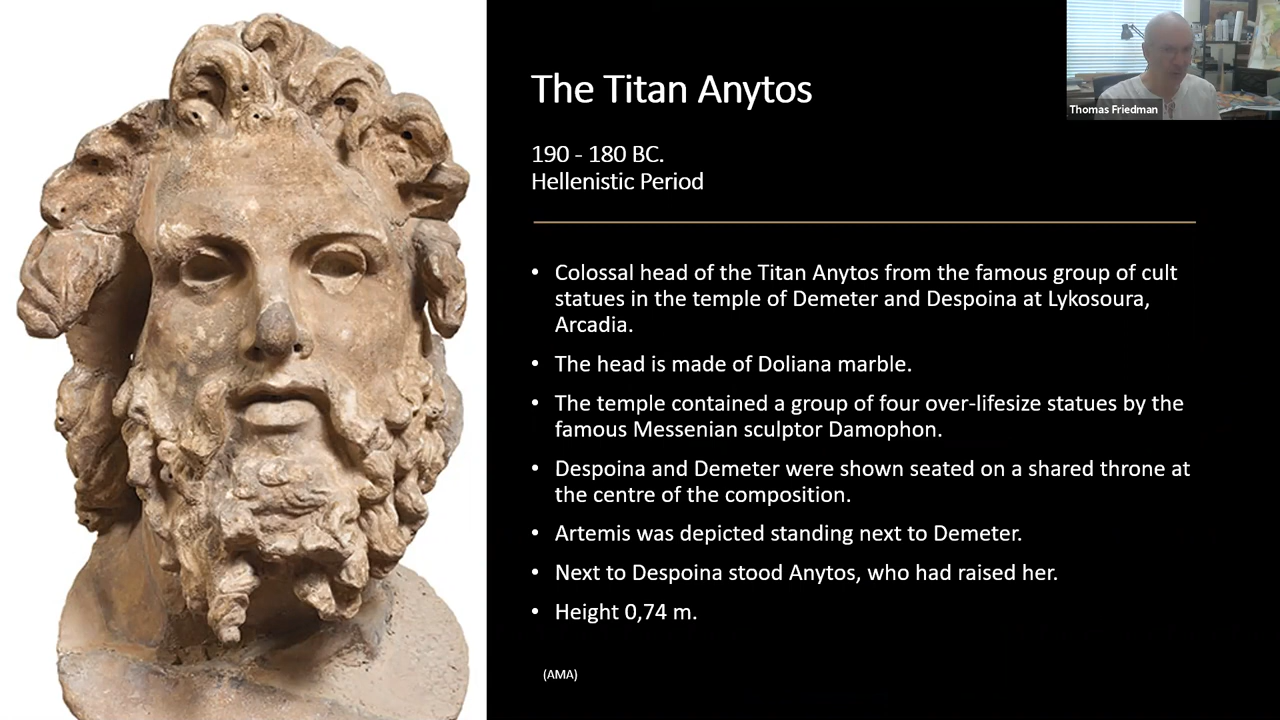 Thomas Friedman
The Titan Anytos
190 - 180 BC.
Hellenistic Period
• Colossal head of the Titan Anytos from the famous group of cult
statues in the temple of Demeter and Despoina at Lykosoura,
Arcadia.
• The head is made of Doliana marble.
• The temple contained a group of four over-lifesize statues by the
famous Messenian sculptor Damophon.
• Despoina and Demeter were shown seated on a shared throne at
the centre of the composition.
• Artemis was depicted standing next to Demeter.
• Next to Despoina stood Anytos, who had raised her.
• Height 0,74 m.
(AMA)